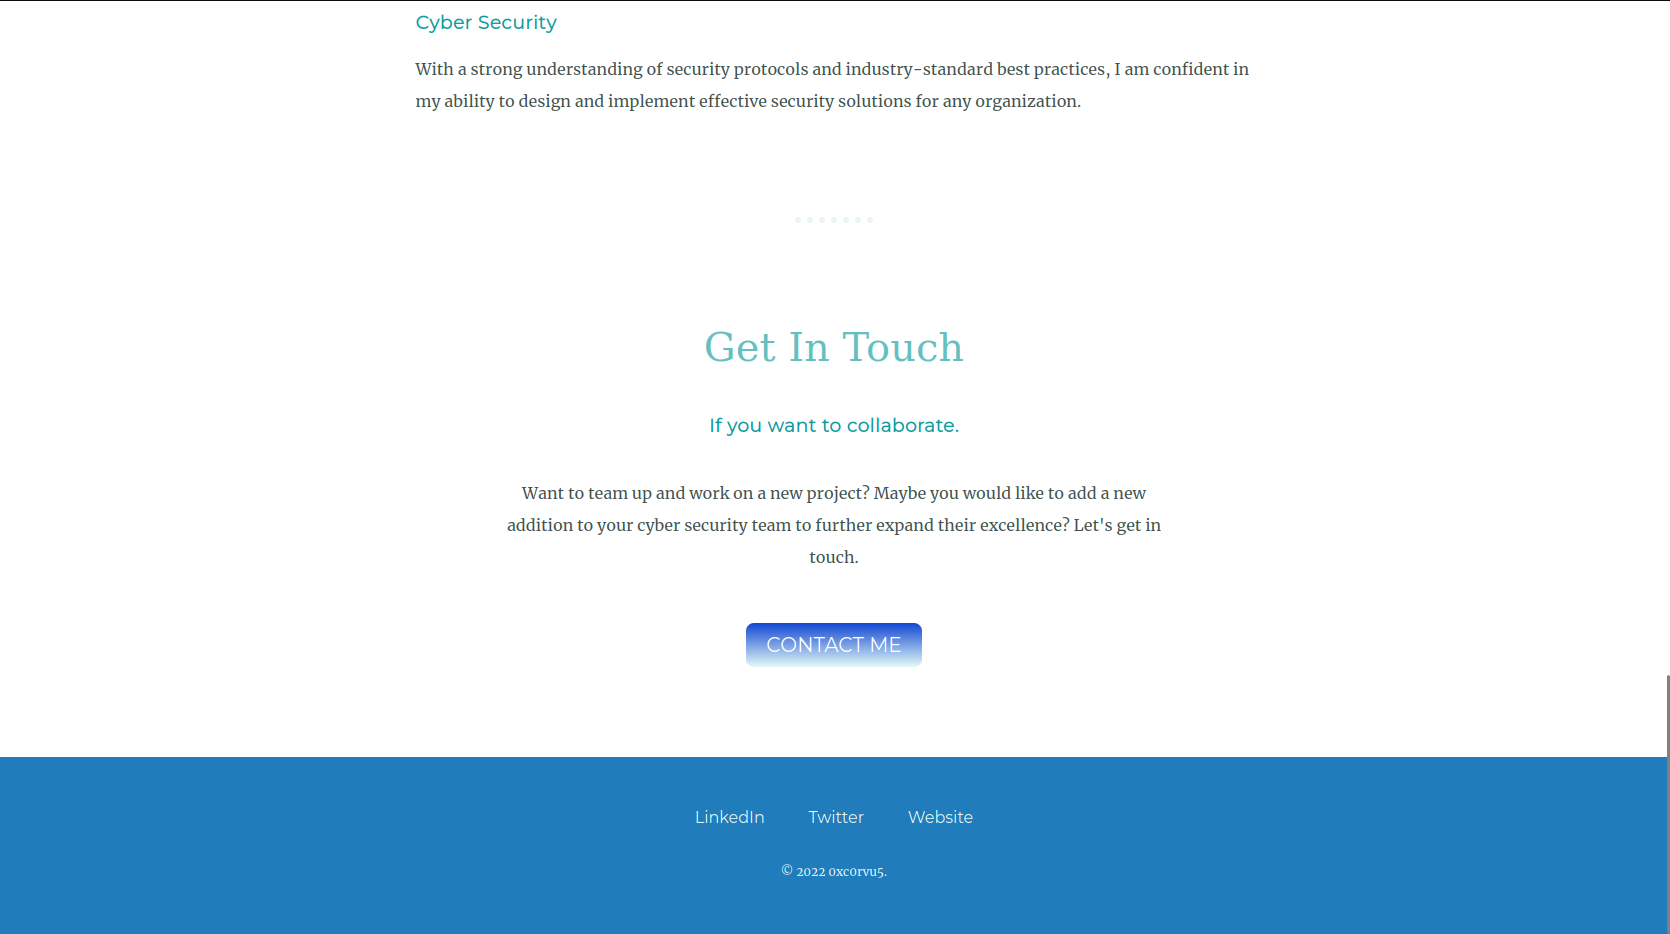 Cyber Security
With a strong understanding of security protocols and industry-standard best practices, I am confident in
my ability to design and implement effective security solutions for any organization.
Get In Touch
If you want to collaborate.
Want to team up and work on a new project? Maybe you would like to add a new
addition to your cyber security team to further expand their excellence? Let's get in
touch.
CONTACT ME
LinkedIn Twitter Website
© 2022 0xc0rvu5.